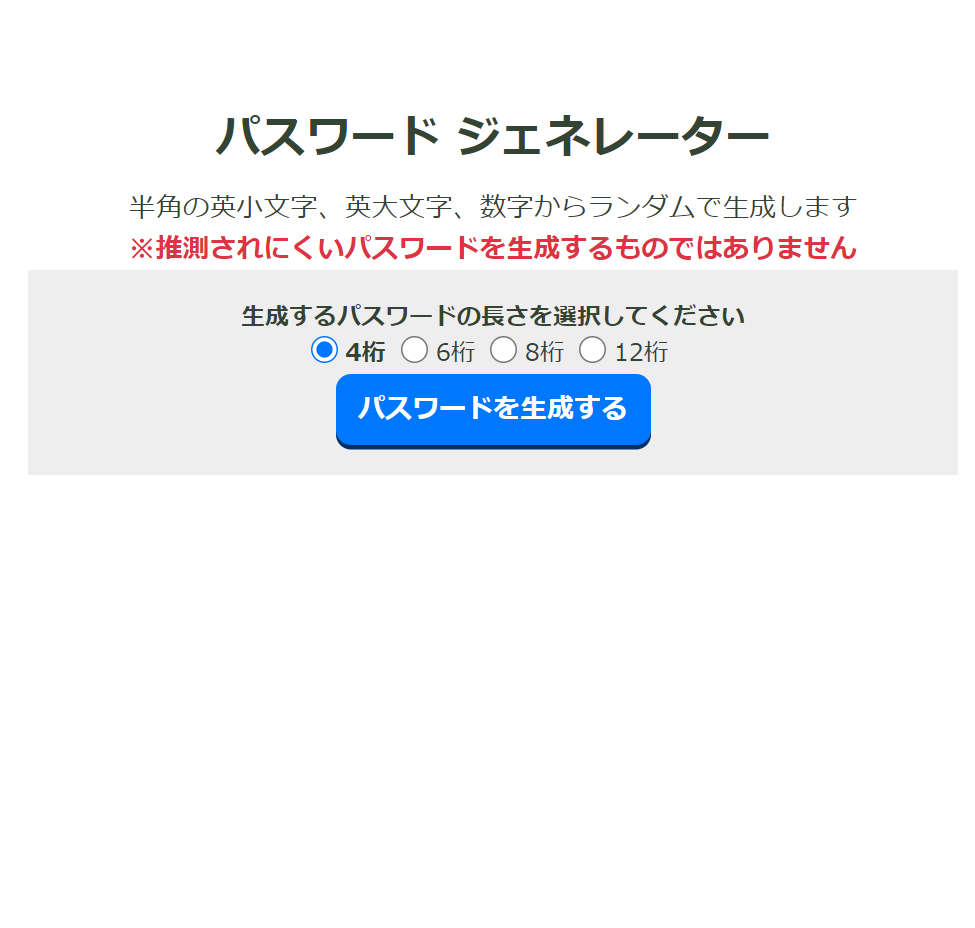 パスワード ジェネレーター
半角の英小文字、英大文字、数字からランダムで生成します
※推測されにくいパスワードを生成するものではありません
生成するパスワードの長さを選択してください
4桁 6桁 8桁 12桁
パスワードを生成する